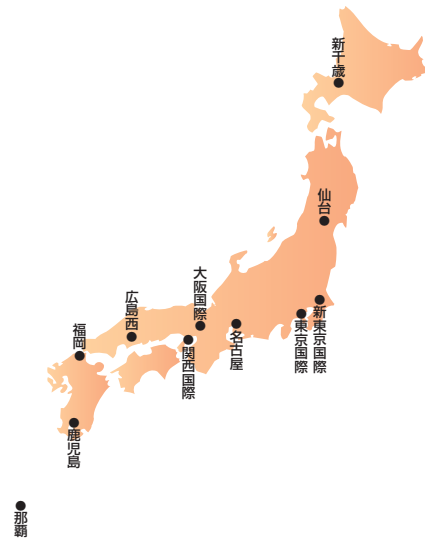 新千歳
仙台
新東京国際
東京国際
名古屋
大阪国際
関西国際
広島西
福岡
鹿児島
那覇